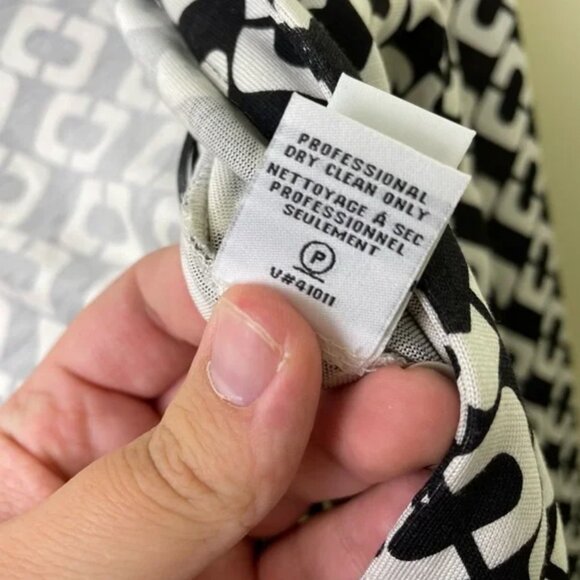 PROFESSIONAL
DRY CLEAN ONLY
NETTOYAGE À SEC
PROFESSIONNEL
SEULEMENT
P
V#41011